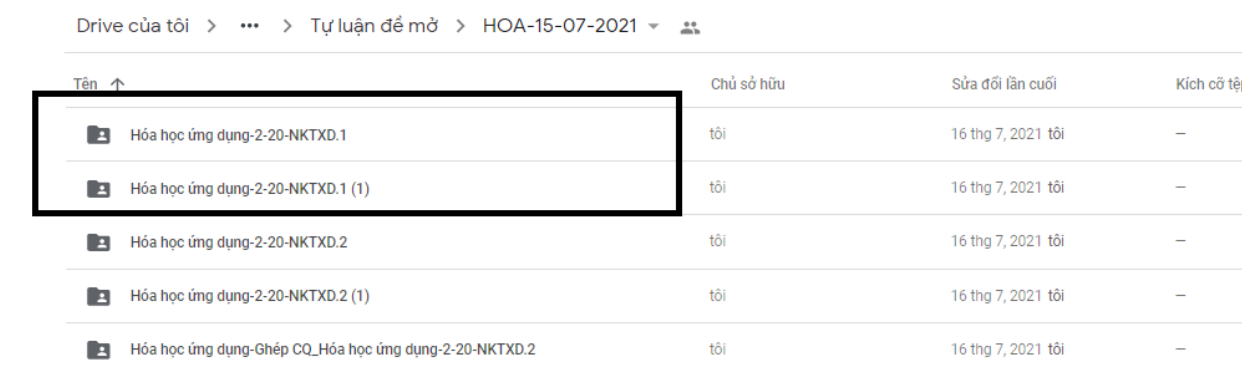 Drive của tôi > ··· > Tự luận để mở > HOA-15-07-2021
Tên ↑ Chủ sở hữu Sửa đổi lần cuối Kích cỡ tệp
Hóa học ứng dụng-2-20-NKTXD.1 tôi 16 thg 7, 2021 tôi —
Hóa học ứng dụng-2-20-NKTXD.1 (1) tôi 16 thg 7, 2021 tôi —
Hóa học ứng dụng-2-20-NKTXD.2 tôi 16 thg 7, 2021 tôi —
Hóa học ứng dụng-2-20-NKTXD.2 (1) tôi 16 thg 7, 2021 tôi —
Hóa học ứng dụng-Ghép CQ_Hóa học ứng dụng-2-20-NKTXD.2 tôi 16 thg 7, 2021 tôi —